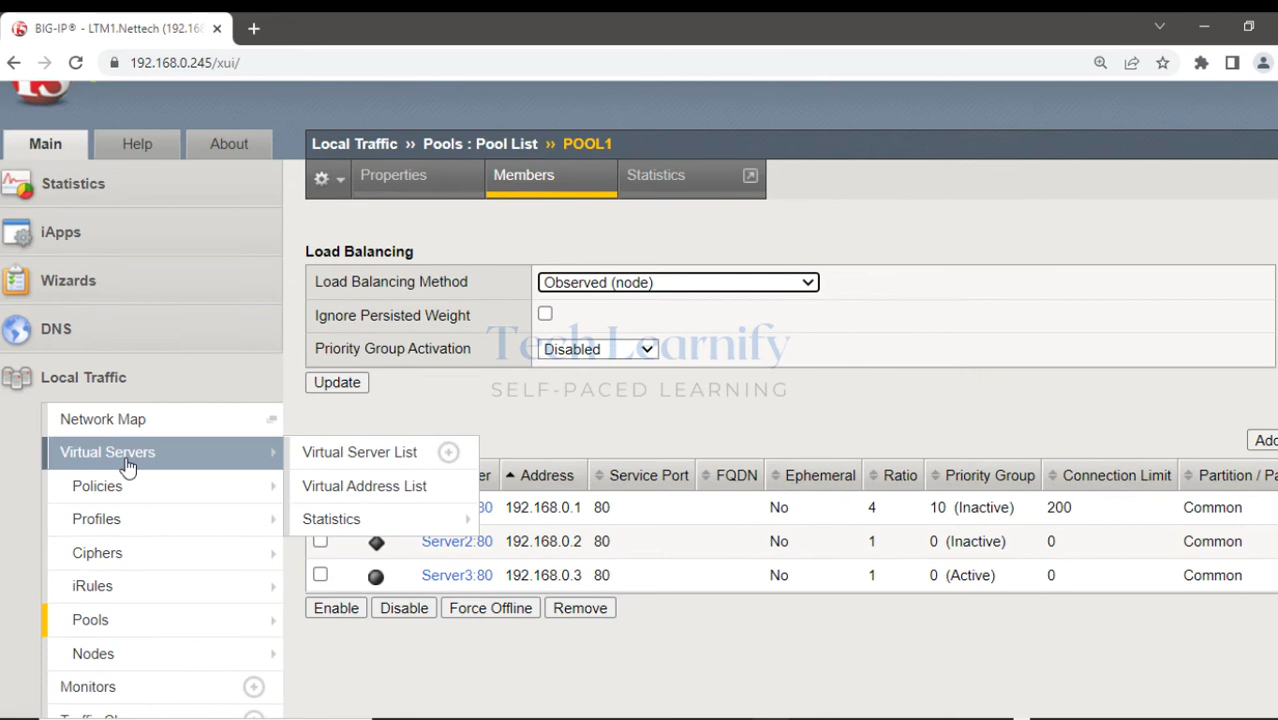 BIG-IP® - LTM1.Nettech (192.168
192.168.0.245/xui/
Main
Help
About
Statistics
iApps
Wizards
DNS
Local Traffic
Network Map
Virtual Servers
Policies
Profiles
Ciphers
iRules
Pools
Nodes
Monitors
Virtual Server List
Virtual Address List
Statistics
Local Traffic ›› Pools : Pool List ›› POOL1
Properties
Members
Statistics
Load Balancing
Load Balancing Method Observed (node)
Ignore Persisted Weight
Priority Group Activation Disabled
Update
Tech Learnify
SELF-PACED LEARNING
Address Service Port FQDN Ephemeral Ratio Priority Group Connection Limit Partition /
192.168.0.1 80 No 4 10 (Inactive) 200 Common
Server2:80 192.168.0.2 80 No 1 0 (Inactive) 0 Common
Server3:80 192.168.0.3 80 No 1 0 (Active) 0 Common
Enable Disable Force Offline Remove